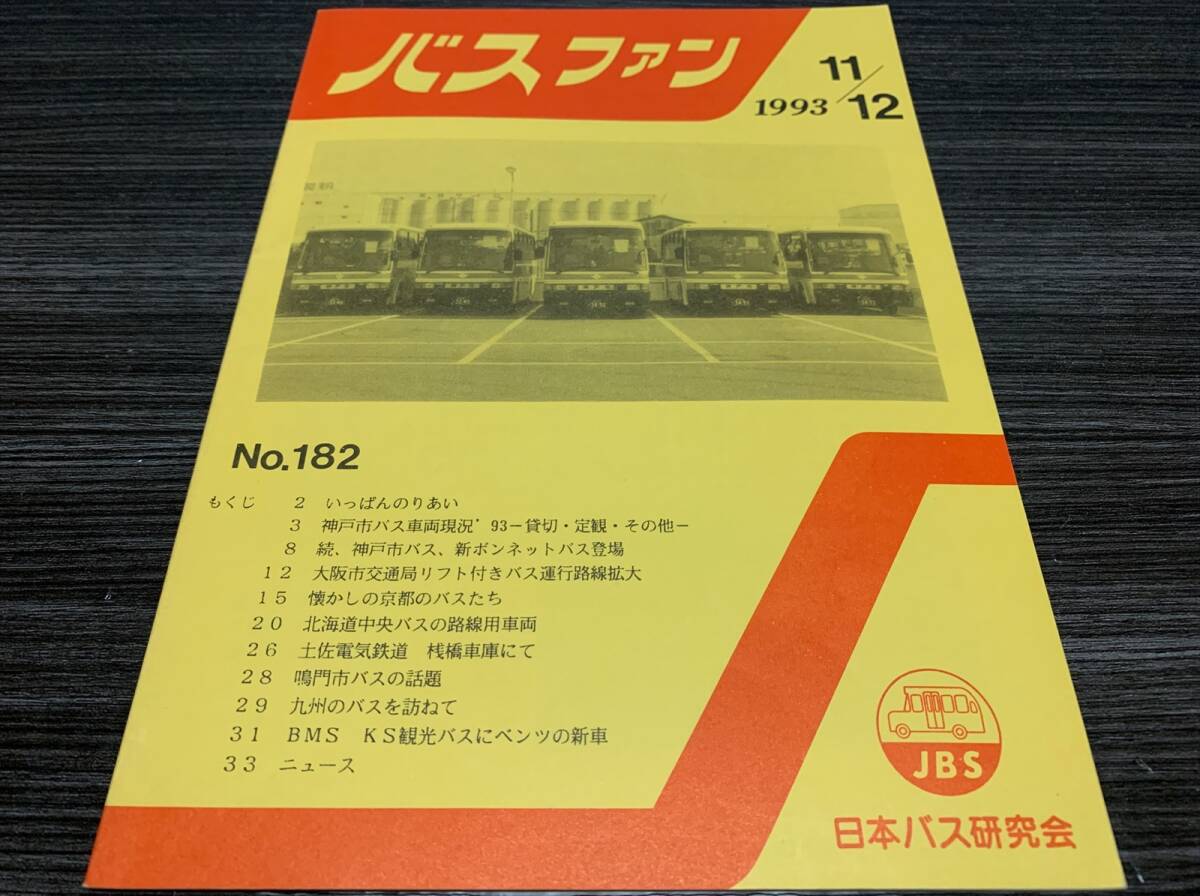 バスファン
1993 11/12
No.182
もくじ 2 いっぱんのりあい
3 神戸市バス車両現況'93−貸切・定観・その他−
8 続、神戸市バス、新ボンネットバス登場
12 大阪市交通局リフト付きバス運行路線拡大
15 懐かしの京都のバスたち
20 北海道中央バスの路線用車両
26 土佐電気鉄道 桟橋車庫にて
28 鳴門市バスの話題
29 九州のバスを訪ねて
31 BMS KS観光バスにベンツの新車
33 ニュース
JBS
日本バス研究会